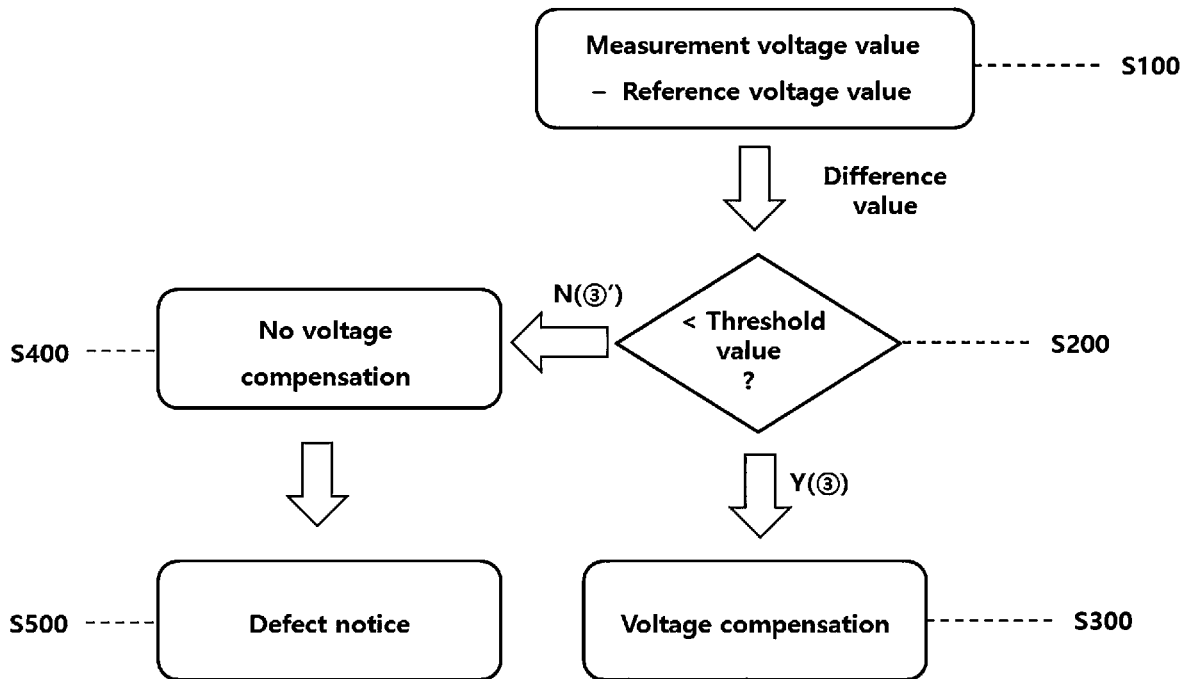 Measurement voltage value
– Reference voltage value
S100
Difference
value
N(③′)
< Threshold
value
?
S200
No voltage
compensation
S400
Y(③)
Defect notice
S500
Voltage compensation
S300